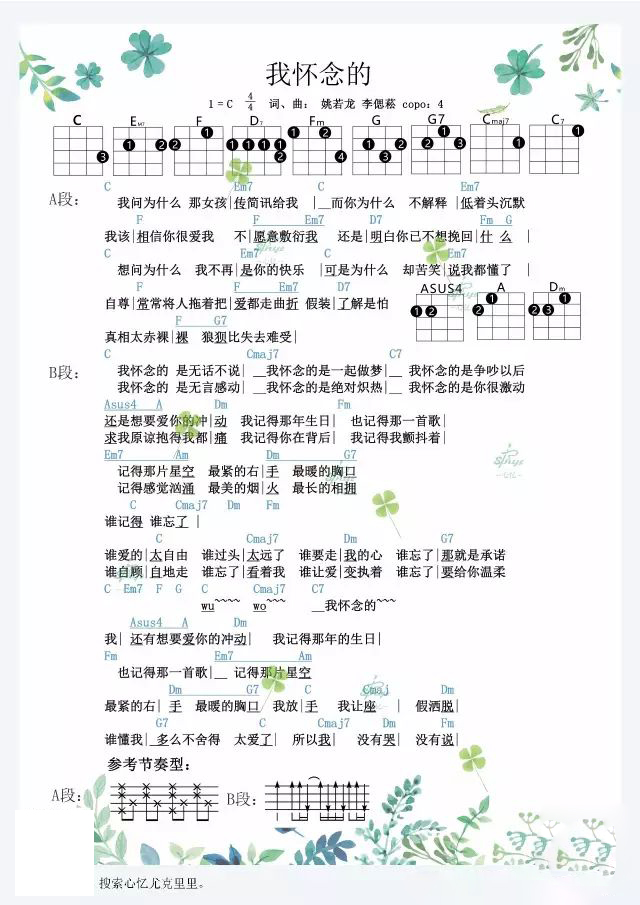 我怀念的
1=C 4/4 词、曲: 姚若龙 李偲菘 copo: 4
C Em7 F D7 Fm G G7 Cmaj7 C7
A段:
C Em7 C Em7
我问为什么 那女孩|传简讯给我 |__而你为什么 不解释 |低着头沉默
F F Em7 D7 Fm G
我该|相信你很爱我 不|愿意敷衍我 还是|明白你已不想挽回|什 么 |
C Em7 C Em7
想问为什么 我不再|是你的快乐 |可是为什么 却苦笑|说我都懂了 |
F F Em7 D7
自尊|常常将人拖着把|爱都走曲折 假装|了解是怕
ASUS4 A Dm
F G7
真相太赤裸|裸 狼狈比失去难受|
B段:
C Cmaj7 C7
我怀念的 是无话不说| __我怀念的是一起做梦|__ 我怀念的是争吵以后
我怀念的 是无言感动| __我怀念的是绝对炽热|__ 我怀念的是你很激动
Asus4 A Dm Fm
还是想要爱你的冲|动 我记得那年生日| 也记得那一首歌|
求我原谅抱得我都|痛 我记得你在背后| 我记得我颤抖着|
Em7 Am Dm G7
记得那片星空 最紧的右|手 最暖的胸口
记得感觉汹涌 最美的烟|火 最长的相拥
C Cmaj7 Dm Fm
谁记得 谁忘了 |
C Cmaj7 Dm G7
谁爱的|太自由 谁过头|太远了 谁要走|我的心 谁忘了|那就是承诺
谁自顾|自地走 谁忘了|看着我 谁让爱|变执着 谁忘了|要给你温柔
C Em7 F G C Cmaj7 C7
wu~~~~ wo~~~ __我怀念的~~~
Asus4 A Dm
我| 还有想要爱你的冲动| 我记得那年的生日|
Fm Em7 Am
也记得那一首歌|__ 记得那片星空
Dm G7 C Cmaj Dm
最紧的右| 手 最暖的胸口 我放|手 我让座 | 假洒脱|
G7 C Cmaj7 Dm Fm
谁懂我| 多么不舍得 太爱了| 所以我| 没有哭| 没有说|
参考节奏型:
A段: B段:
搜索心忆尤克里里。